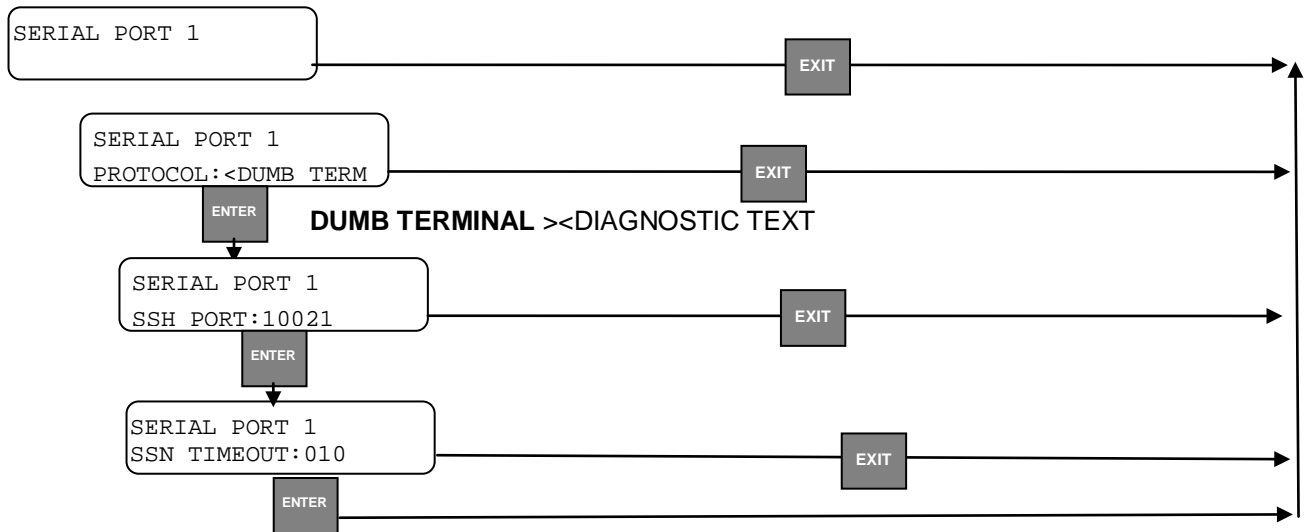 SERIAL PORT 1
EXIT
SERIAL PORT 1
PROTOCOL:<DUMB TERM
EXIT
ENTER
DUMB TERMINAL ><DIAGNOSTIC TEXT
SERIAL PORT 1
SSH PORT:10021
EXIT
ENTER
SERIAL PORT 1
SSN TIMEOUT:010
EXIT
ENTER